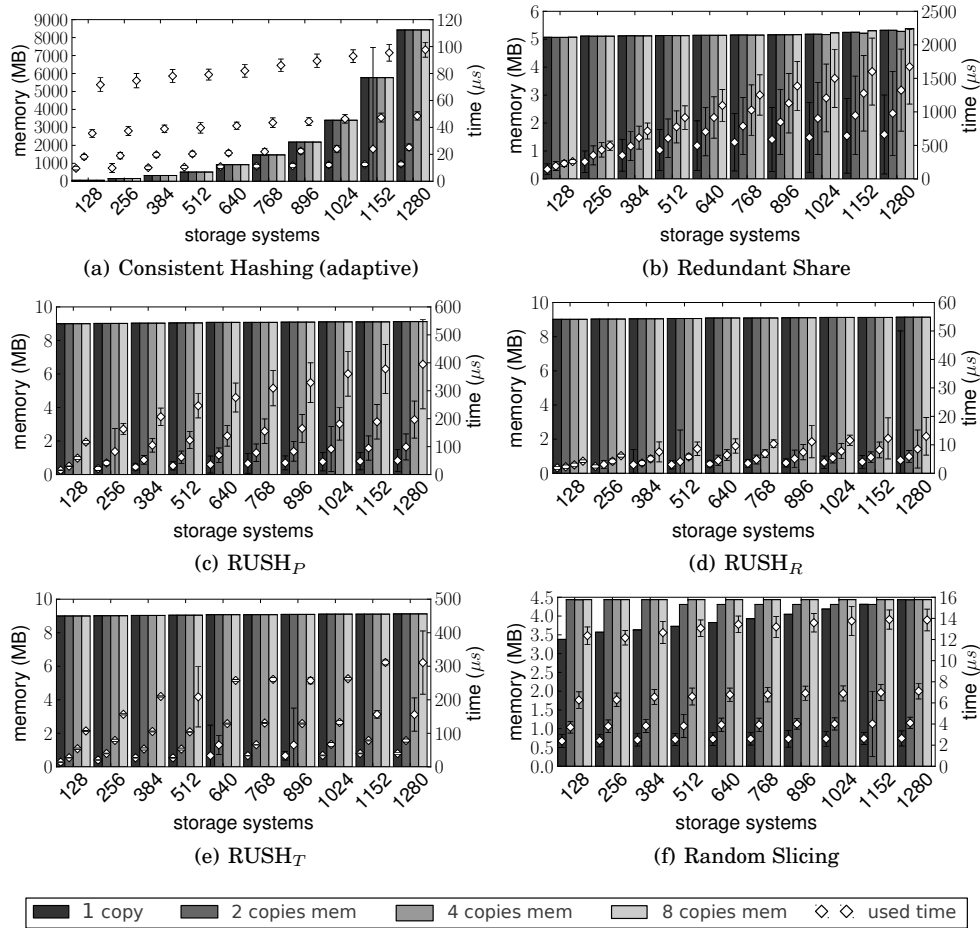 9000
8000
7000
6000
5000
4000
3000
2000
1000
0
memory (MB)
120
100
80
60
40
20
0
time (μs)
128 256 384 512 640 768 896 1024 1152 1280
storage systems
(a) Consistent Hashing (adaptive)
6
5
4
3
2
1
0
memory (MB)
2500
2000
1500
1000
500
0
time (μs)
128 256 384 512 640 768 896 1024 1152 1280
storage systems
(b) Redundant Share
10
8
6
4
2
0
memory (MB)
600
500
400
300
200
100
0
time (μs)
128 256 384 512 640 768 896 1024 1152 1280
storage systems
(c) RUSH_P
10
8
6
4
2
0
memory (MB)
60
50
40
30
20
10
0
time (μs)
128 256 384 512 640 768 896 1024 1152 1280
storage systems
(d) RUSH_R
10
8
6
4
2
0
memory (MB)
500
400
300
200
100
0
time (μs)
128 256 384 512 640 768 896 1024 1152 1280
storage systems
(e) RUSH_T
4.5
4.0
3.5
3.0
2.5
2.0
1.5
1.0
0.5
0.0
memory (MB)
16
14
12
10
8
6
4
2
0
time (μs)
128 256 384 512 640 768 896 1024 1152 1280
storage systems
(f) Random Slicing
1 copy 2 copies mem 4 copies mem 8 copies mem used time